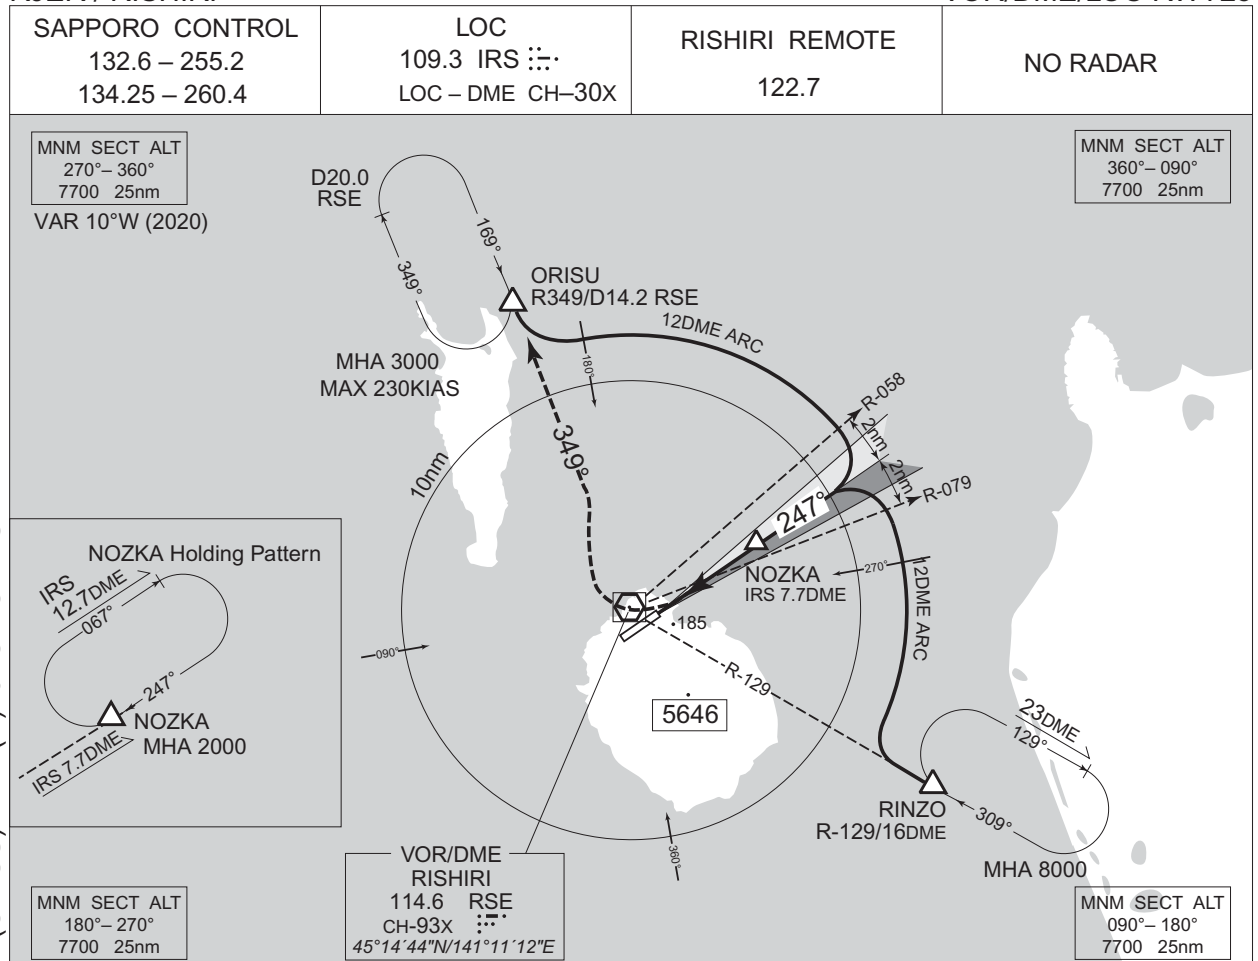 SAPPORO CONTROL
132.6 – 255.2
134.25 – 260.4
LOC
109.3 IRS
LOC – DME CH–30X
RISHIRI REMOTE
122.7
NO RADAR
MNM SECT ALT
270°– 360°
7700 25nm
VAR 10°W (2020)
MNM SECT ALT
360°– 090°
7700 25nm
D20.0
RSE
169°
349°
ORISU
R349/D14.2 RSE
12DME ARC
MHA 3000
MAX 230KIAS
180°
R-058
2nm
2nm
R-079
349°
10nm
247°
NOZKA
IRS 7.7DME
270°
12DME ARC
185
090°
R-129
5646
NOZKA Holding Pattern
IRS
12.7DME
067°
247°
NOZKA
MHA 2000
IRS 7.7DME
23DME
129°
RINZO
R-129/16DME
309°
MHA 8000
360°
VOR/DME
RISHIRI
114.6 RSE
CH-93X
45°14´44"N/141°11´12"E
MNM SECT ALT
180°– 270°
7700 25nm
MNM SECT ALT
090°– 180°
7700 25nm